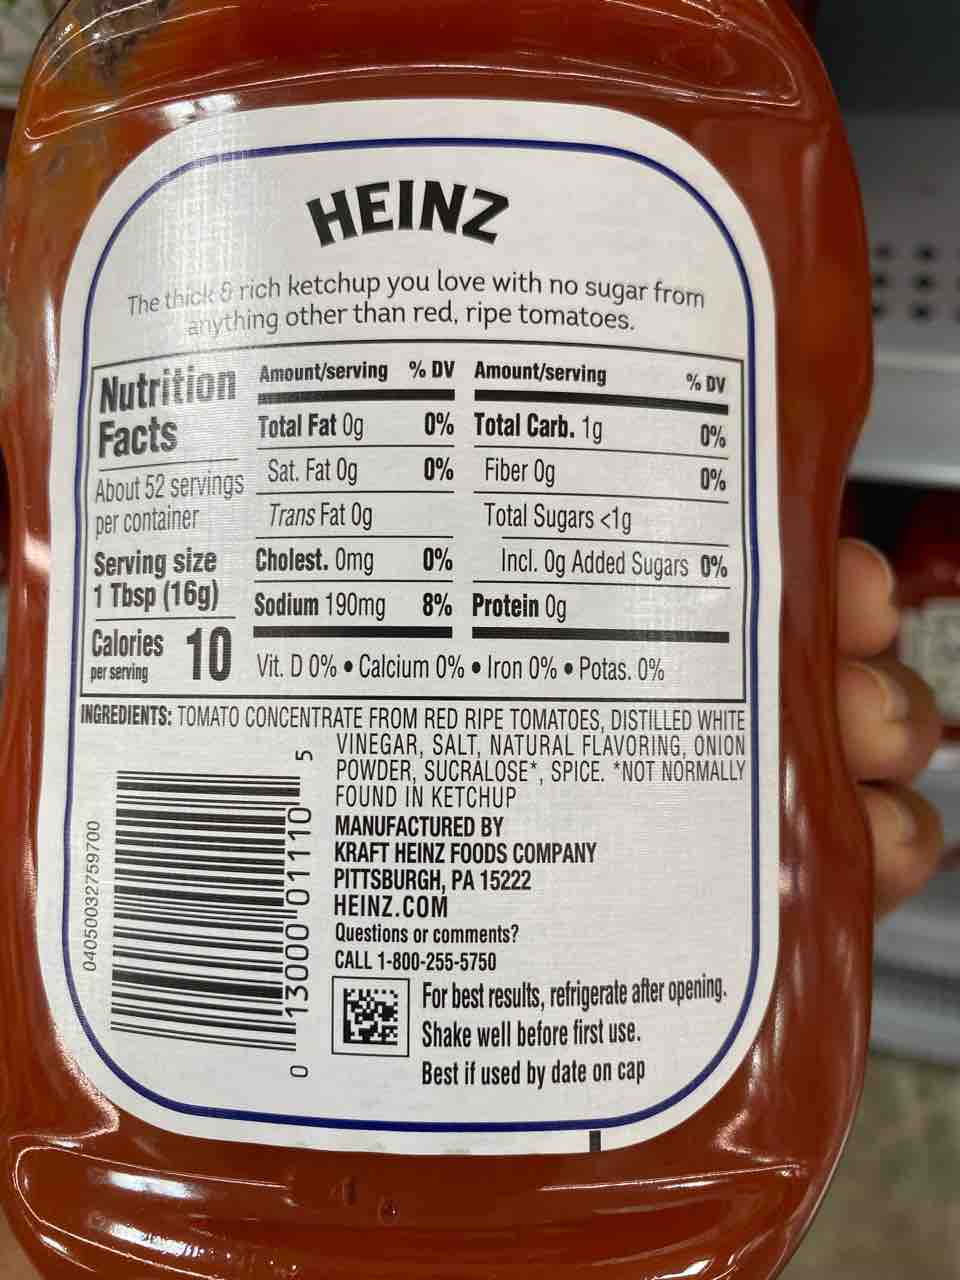 HEINZ
The thick & rich ketchup you love with no sugar from
anything other than red, ripe tomatoes.
Nutrition
Facts
About 52 servings
per container
Serving size
1 Tbsp (16g)
Calories 10
per serving
Amount/serving % DV
Total Fat 0g 0%
Sat. Fat 0g 0%
Trans Fat 0g
Cholest. 0mg 0%
Sodium 190mg 8%
Amount/serving % DV
Total Carb. 1g 0%
Fiber 0g 0%
Total Sugars <1g
Incl. 0g Added Sugars 0%
Protein 0g
Vit. D 0% • Calcium 0% • Iron 0% • Potas. 0%
INGREDIENTS: TOMATO CONCENTRATE FROM RED RIPE TOMATOES, DISTILLED WHITE
VINEGAR, SALT, NATURAL FLAVORING, ONION
POWDER, SUCRALOSE*, SPICE. *NOT NORMALLY
FOUND IN KETCHUP
MANUFACTURED BY
KRAFT HEINZ FOODS COMPANY
PITTSBURGH, PA 15222
HEINZ.COM
Questions or comments?
CALL 1-800-255-5750
For best results, refrigerate after opening.
Shake well before first use.
Best if used by date on cap
04050032759700
0 13000 01110 5